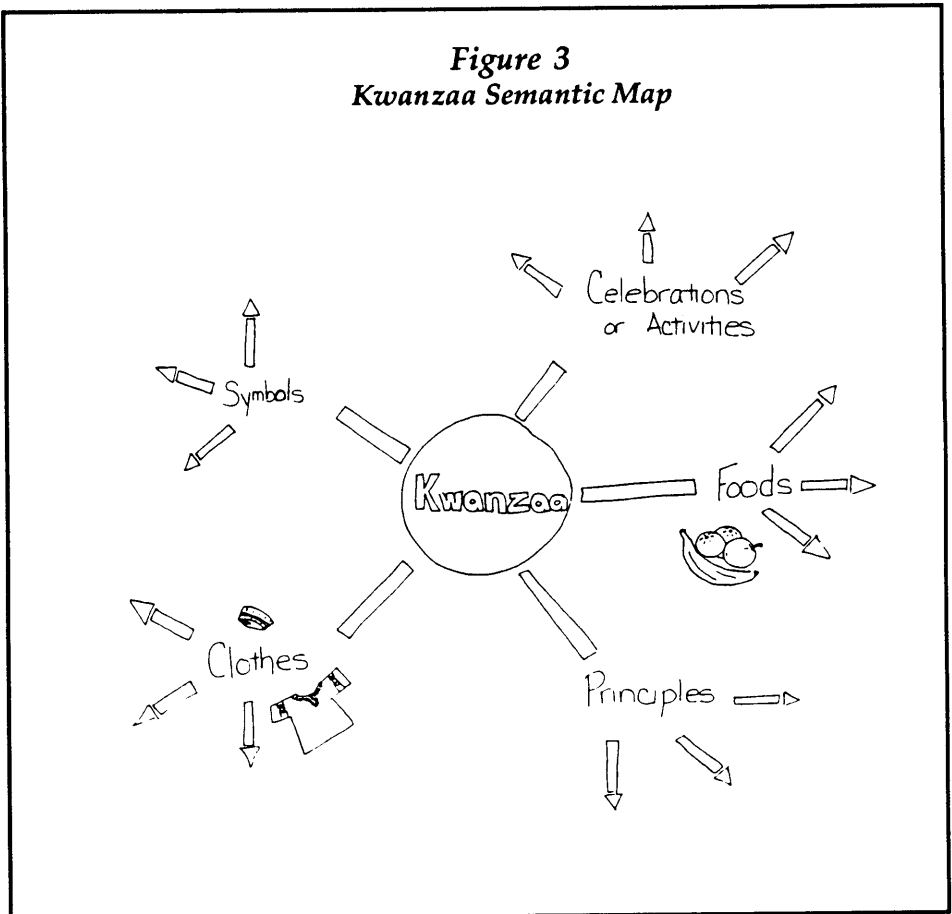 Figure 3
Kwanzaa Semantic Map
Celebrations
or Activities
Symbols
Kwanzaa
Foods
Clothes
Principles